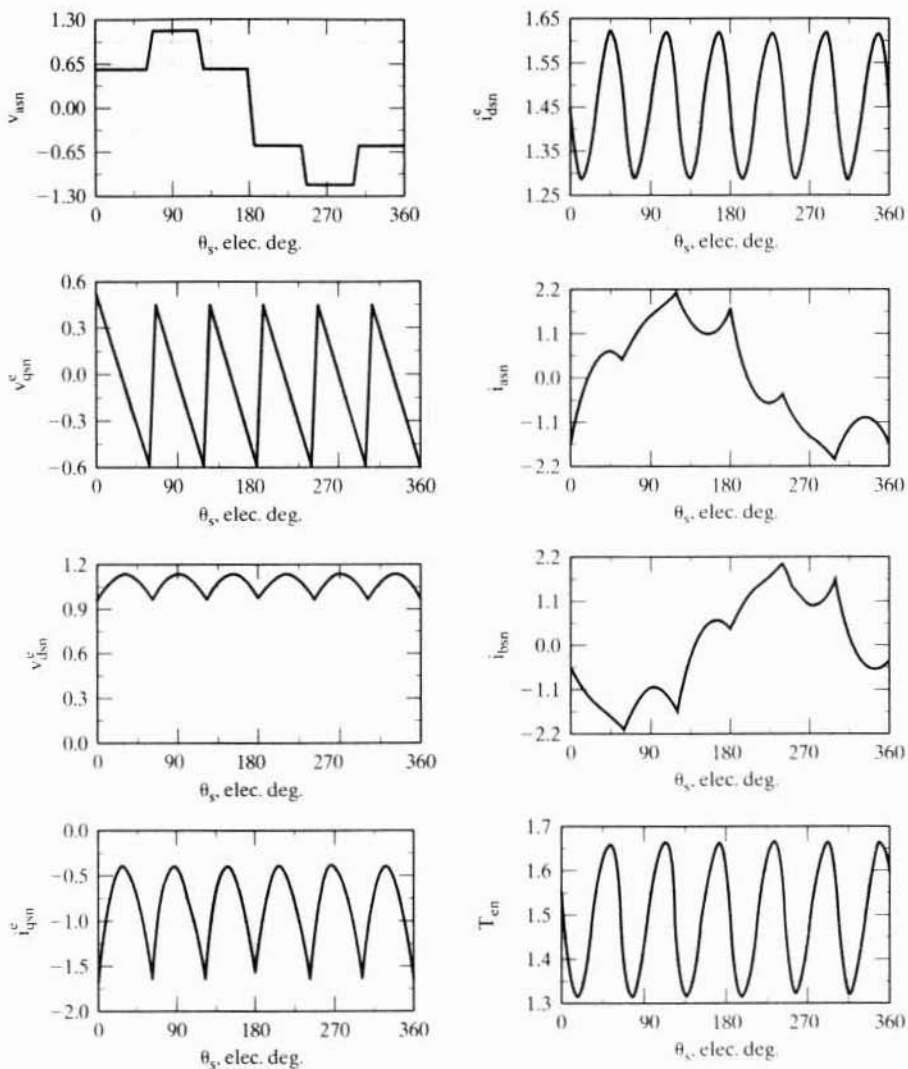 1.30
0.65
0.00
−0.65
−1.30
v_asn
0 90 180 270 360
θ_s, elec. deg.
1.65
1.55
1.45
1.35
1.25
i^e_dsn
0 90 180 270 360
θ_s, elec. deg.
0.6
0.3
0.0
−0.3
−0.6
v^e_qsn
0 90 180 270 360
θ_s, elec. deg.
2.2
1.1
0.0
−1.1
−2.2
i_asn
0 90 180 270 360
θ_s, elec. deg.
1.2
0.9
0.6
0.3
0.0
v^e_dsn
0 90 180 270 360
θ_s, elec. deg.
2.2
1.1
0.0
−1.1
−2.2
i_bsn
0 90 180 270 360
θ_s, elec. deg.
0.0
−0.5
−1.0
−1.5
−2.0
i^e_qsn
0 90 180 270 360
θ_s, elec. deg.
1.7
1.6
1.5
1.4
1.3
T_en
0 90 180 270 360
θ_s, elec. deg.